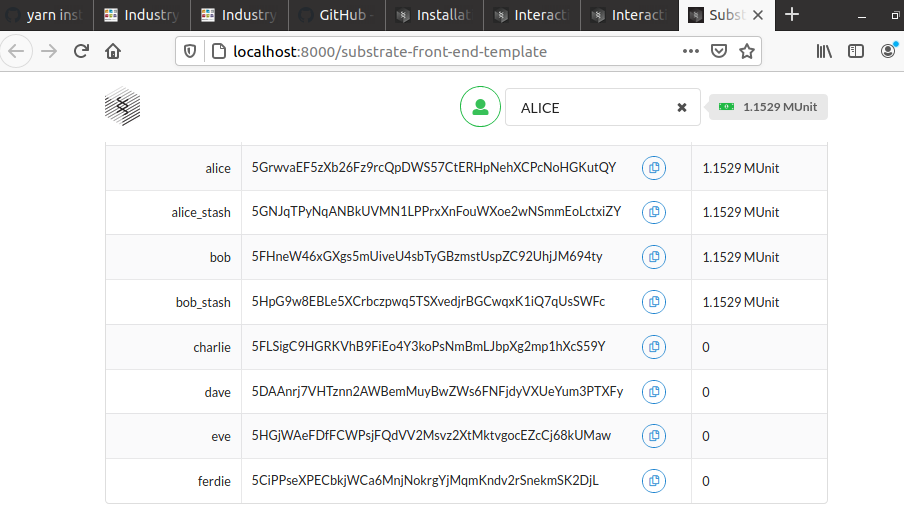 yarn inst
Industry
Industry
GitHub -
Installat
Interacti
Interacti
Subst
localhost:8000/substrate-front-end-template
ALICE
1.1529 MUnit
alice 5GrwvaEF5zXb26Fz9rcQpDWS57CtERHpNehXCPcNoHGKutQY 1.1529 MUnit
alice_stash 5GNJqTPyNqANBkUVMN1LPPrxXnFouWXoe2wNSmmEoLctxiZY 1.1529 MUnit
bob 5FHneW46xGXgs5mUiveU4sbTyGBzmstUspZC92UhjJM694ty 1.1529 MUnit
bob_stash 5HpG9w8EBLe5XCrbczpwq5TSXvedjrBGCwqxK1iQ7qUsSWFc 1.1529 MUnit
charlie 5FLSigC9HGRKVhB9FiEo4Y3koPsNmBmLJbpXg2mp1hXcS59Y 0
dave 5DAAnrj7VHTznn2AWBemMuyBwZWs6FNFjdyVXUeYum3PTXFy 0
eve 5HGjWAeFDfFCWPsjFQdVV2Msvz2XtMktvgocEZcCj68kUMaw 0
ferdie 5CiPPseXPECbkjWCa6MnjNokrgYjMqmKndv2rSnekmSK2DjL 0